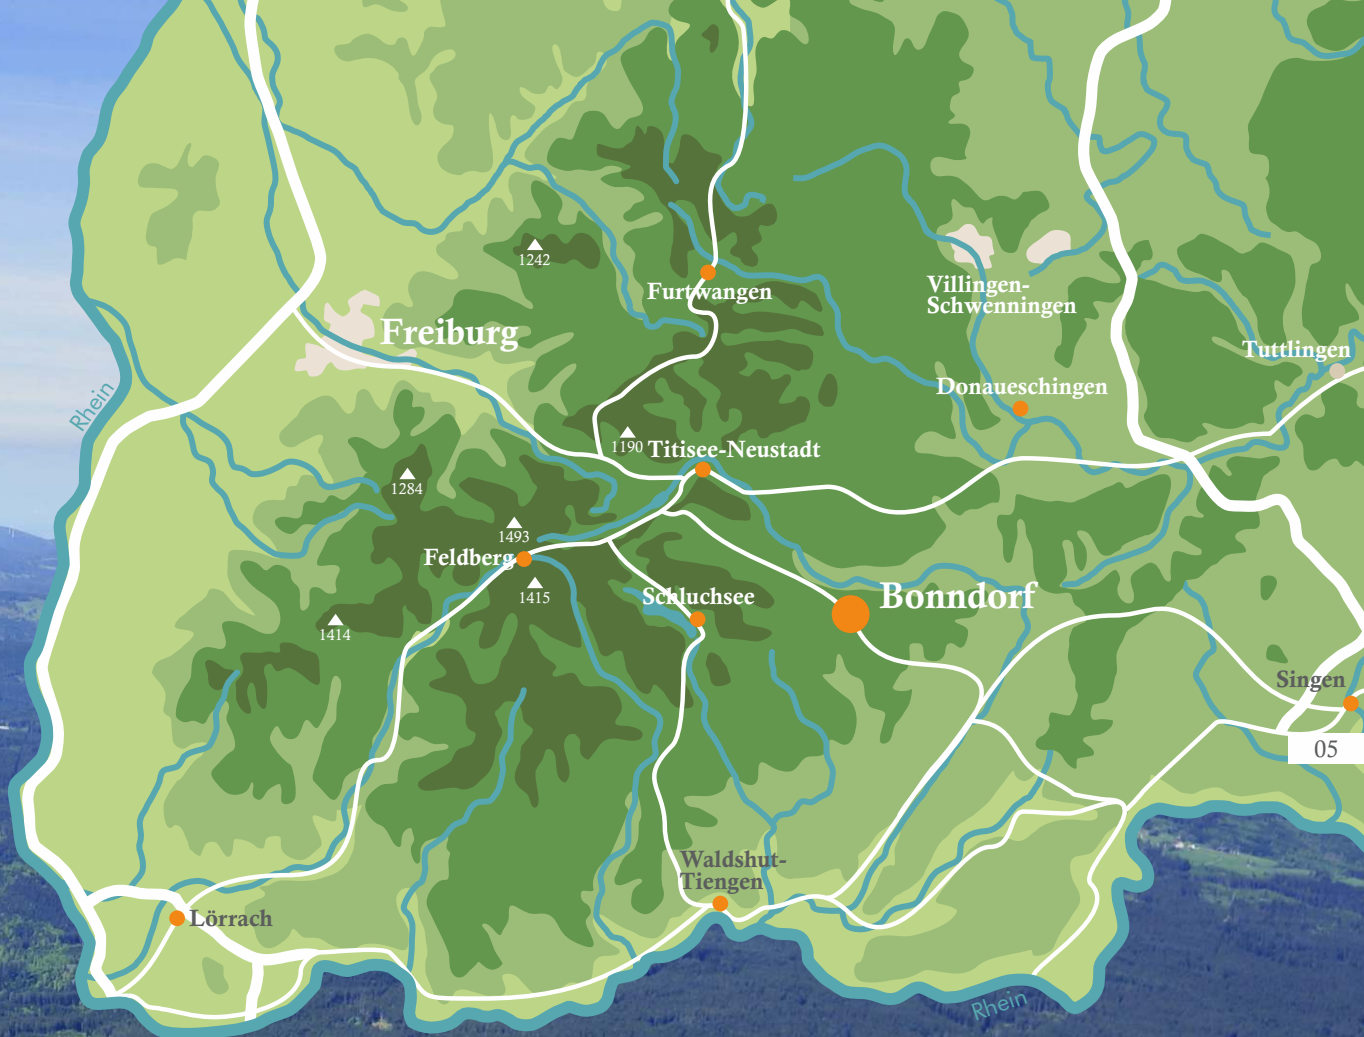 1242
Furtwangen
Villingen-
Schwenningen
Freiburg
Tuttlingen
Rhein
Donaueschingen
1190
Titisee-Neustadt
1284
1493
Feldberg
1415
Schluchsee
Bonndorf
1414
Singen
05
Waldshut-
Tiengen
Lörrach
Rhein